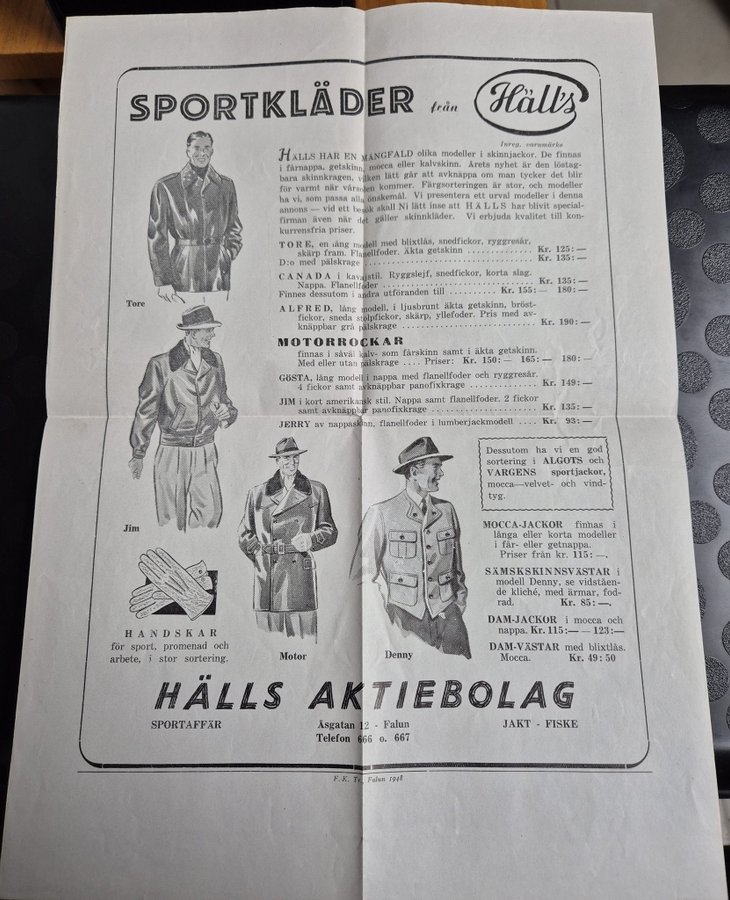 SPORTKLÄDER från Häll's
Inreg. varumärke
HÄLLS HAR EN MÅNGFALD olika modeller i skinnjackor. De finnas
i fårnappa, getskinn, mocca eller kalvskinn. Årets nyhet är den löstag-
bara skinnkragen, vilken lätt går att avknäppa om man tycker det blir
för varmt när vårsolen kommer. Färgsorteringen är stor, och modeller
ha vi, som passa alla önskemål. Vi presentera ett urval modeller i denna
annons — vid ett besök skall Ni lätt inse att HÄLLS har blivit special-
firman även när det gäller skinnkläder. Vi erbjuda kvalitet till kon-
kurrensfria priser.
TORE, en lång modell med blixtlås, snedfickor, ryggresår,
skärp fram. Flanellfoder. Äkta getskinn Kr. 125: —
D:o med pälskrage Kr. 135: —
CANADA i kavajstil. Ryggslejf, snedfickor, korta slag.
Nappa. Flanellfoder Kr. 135: —
Finnes dessutom i andra utföranden till Kr. 155: — 180: —
ALFRED, lång modell, i ljusbrunt äkta getskinn, bröst-
fickor, sneda stolpfickor, skärp, yllefoder. Pris med av-
knäppbar grå pälskrage Kr. 190: —
MOTORROCKAR
finnas i såväl kalv- som fårskinn samt i äkta getskinn.
Med eller utan pälskrage .... Priser: Kr. 150: — 165: — 180: —
GÖSTA, lång modell i nappa med flanellfoder och ryggresår.
4 fickor samt avknäppbar panofixkrage Kr. 149: —
JIM i kort amerikansk stil. Nappa samt flanellfoder. 2 fickor
samt avknäppbar panofixkrage Kr. 135: —
JERRY av nappaskinn, flanellfoder i lumberjackmodell .... Kr. 93: —
Tore
Jim
Dessutom ha vi en god
sortering i ALGOTS och
VARGENS sportjackor,
mocca—velvet- och vind-
tyg.
MOCCA-JACKOR finnas i
långa eller korta modeller
i får- eller getnappa.
Priser från kr. 115: —.
SÄMSKSKINNSVÄSTAR i
modell Denny, se vidståen-
de kliché, med ärmar, fod-
rad. Kr. 85: —.
DAM-JACKOR i mocca och
nappa. Kr. 115: — — 123: —
DAM-VÄSTAR med blixtlås.
Mocca. Kr. 49: 50
HANDSKAR
för sport, promenad och
arbete, i stor sortering.
Motor
Denny
HÄLLS AKTIEBOLAG
SPORTAFFÄR
Åsgatan 12 - Falun
Telefon 666 o. 667
JAKT - FISKE
F. K. Tr., Falun 1948